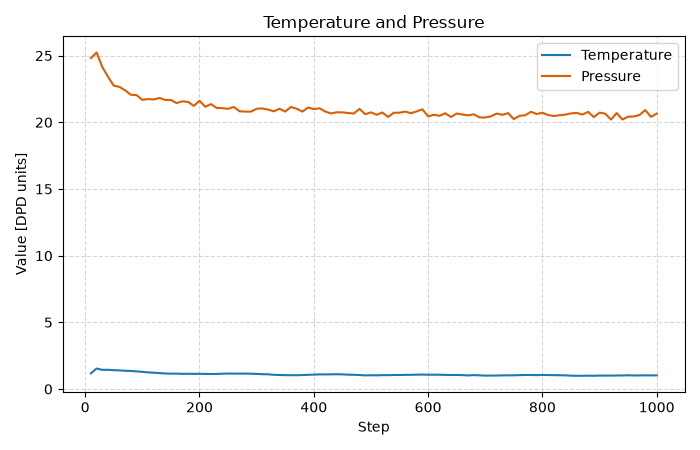 Temperature and Pressure
Temperature
Pressure
Value [DPD units]
25
20
15
10
5
0
0 200 400 600 800 1000
Step